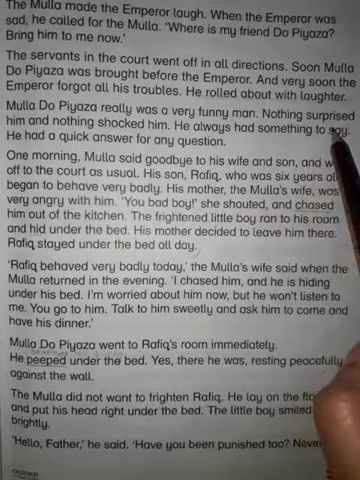 The Mulla made the Emperor laugh. When the Emperor was
sad, he called for the Mulla. 'Where is my friend Do Piyaza?
Bring him to me now.'
The servants in the court went off in all directions. Soon Mulla
Do Piyaza was brought before the Emperor. And very soon the
Emperor forgot all his troubles. He rolled about with laughter.
Mulla Do Piyaza really was a very funny man. Nothing surprised
him and nothing shocked him. He always had something to say.
He had a quick answer for any question.
One morning, Mulla said goodbye to his wife and son, and
off to the court as usual. His son, Rafiq, who was six years
began to behave very badly. His mother, the Mulla's wife, was
very angry with him. 'You bad boy!' she shouted, and chased
him out of the kitchen. The frightened little boy ran to his room
and hid under the bed. His mother decided to leave him there.
Rafiq stayed under the bed all day.
'Rafiq behaved very badly today,' the Mulla's wife said when the
Mulla returned in the evening. 'I chased him, and he is hiding
under his bed. I'm worried about him now, but he won't listen to
me. You go to him. Talk to him sweetly and ask him to come and
have his dinner.'
Mulla Do Piyaza went to Rafiq's room immediately.
He peeped under the bed. Yes, there he was, resting peacefully
against the wall.
The Mulla did not want to frighten Rafiq. He lay on the
and put his head right under the bed. The little boy smiled
brightly.
'Hello, Father,' he said. 'Have you been punished too?
OXFORD